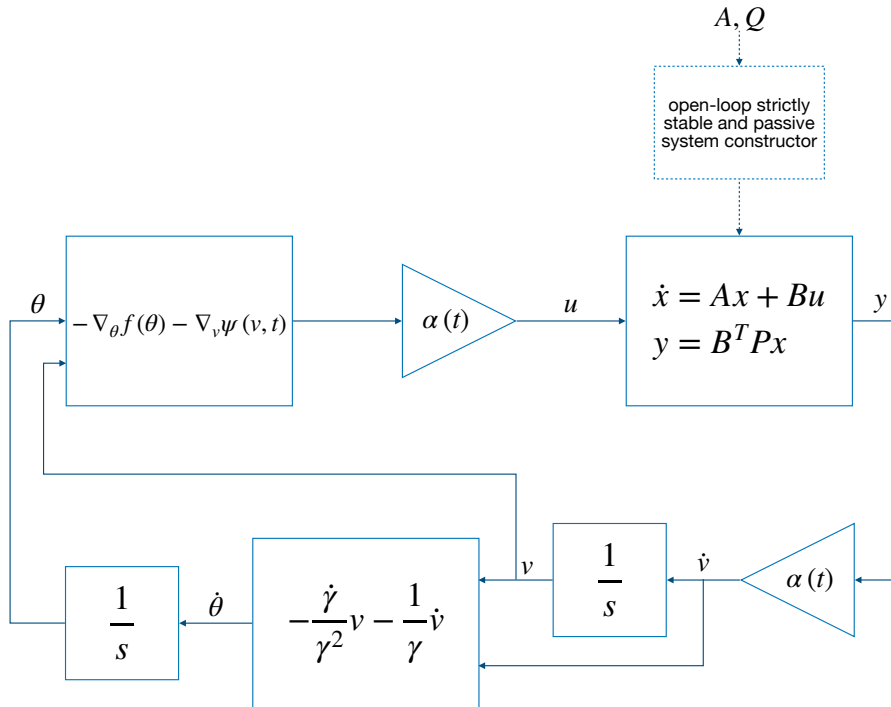 A, Q
open-loop strictly
stable and passive
system constructor
θ
−∇_θ f(θ) − ∇_v ψ(v, t)
α(t)
u
ẋ = Ax + Bu
y = B^T Px
y
1/s
θ̇
−(γ̇/γ²)v − (1/γ)v̇
v
1/s
v̇
α(t)